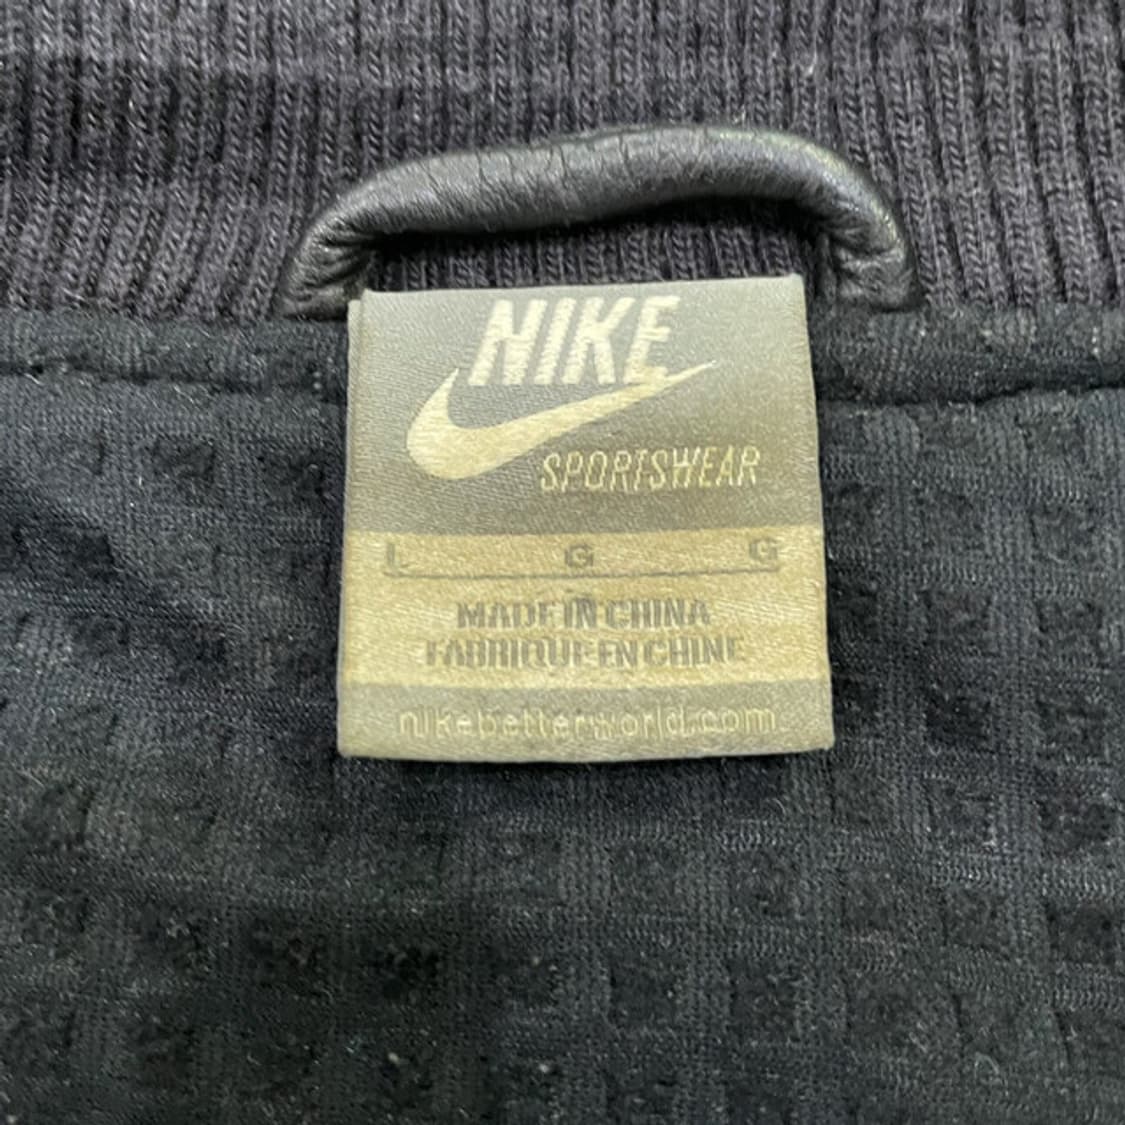 NIKE
SPORTSWEAR
L G G
MADE IN CHINA
FABRIQUE EN CHINE
nikebetterworld.com